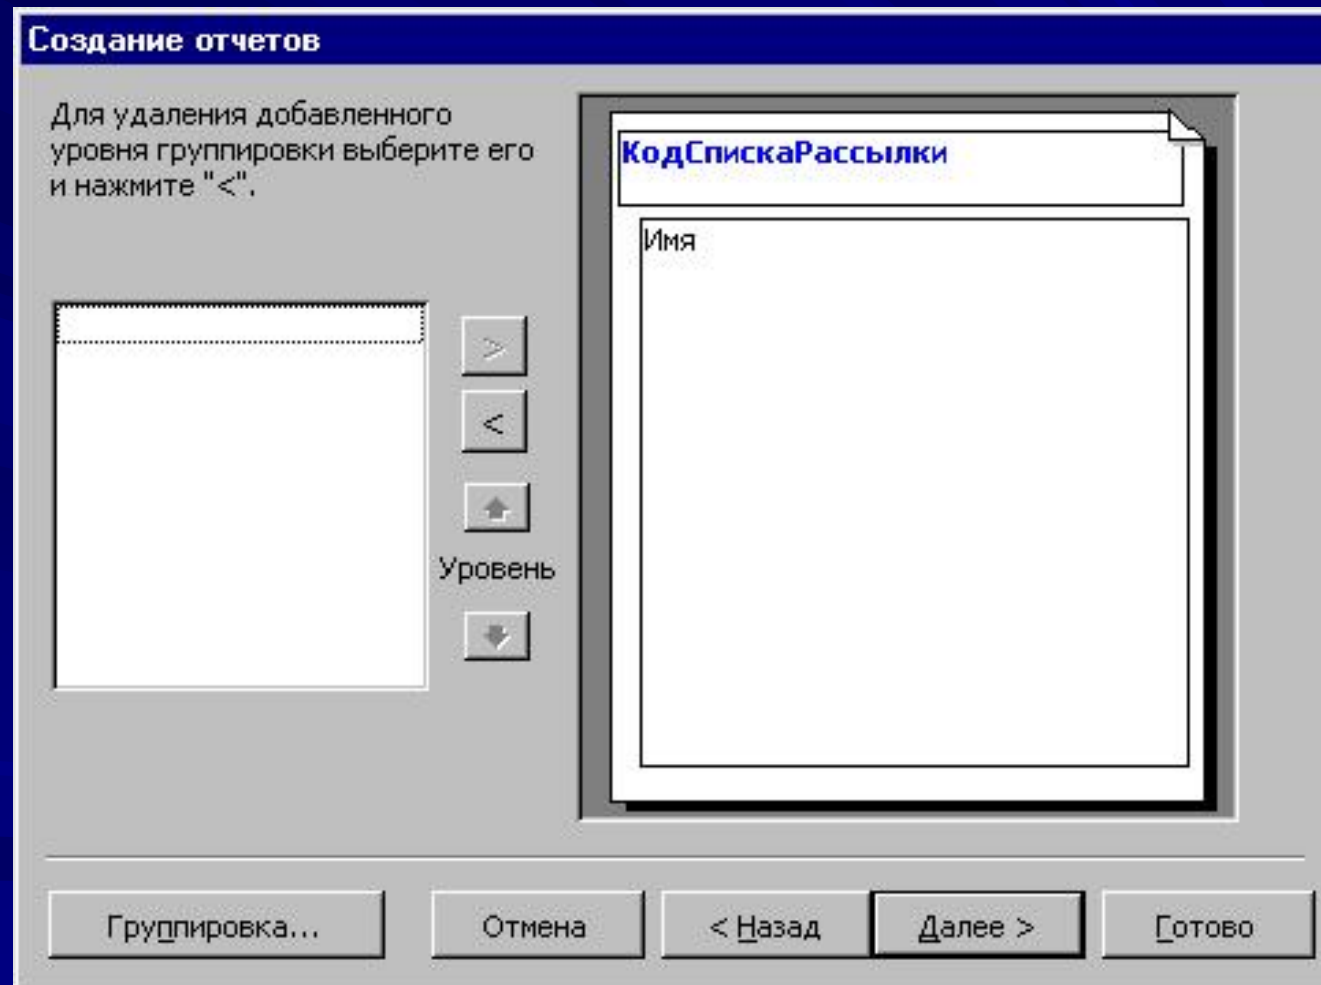 Создание отчетов
Для удаления добавленного
уровня группировки выберите его
и нажмите "<".
КодСпискаРассылки
Имя
>
<
Уровень
Группировка...
Отмена
< Назад
Далее >
Готово